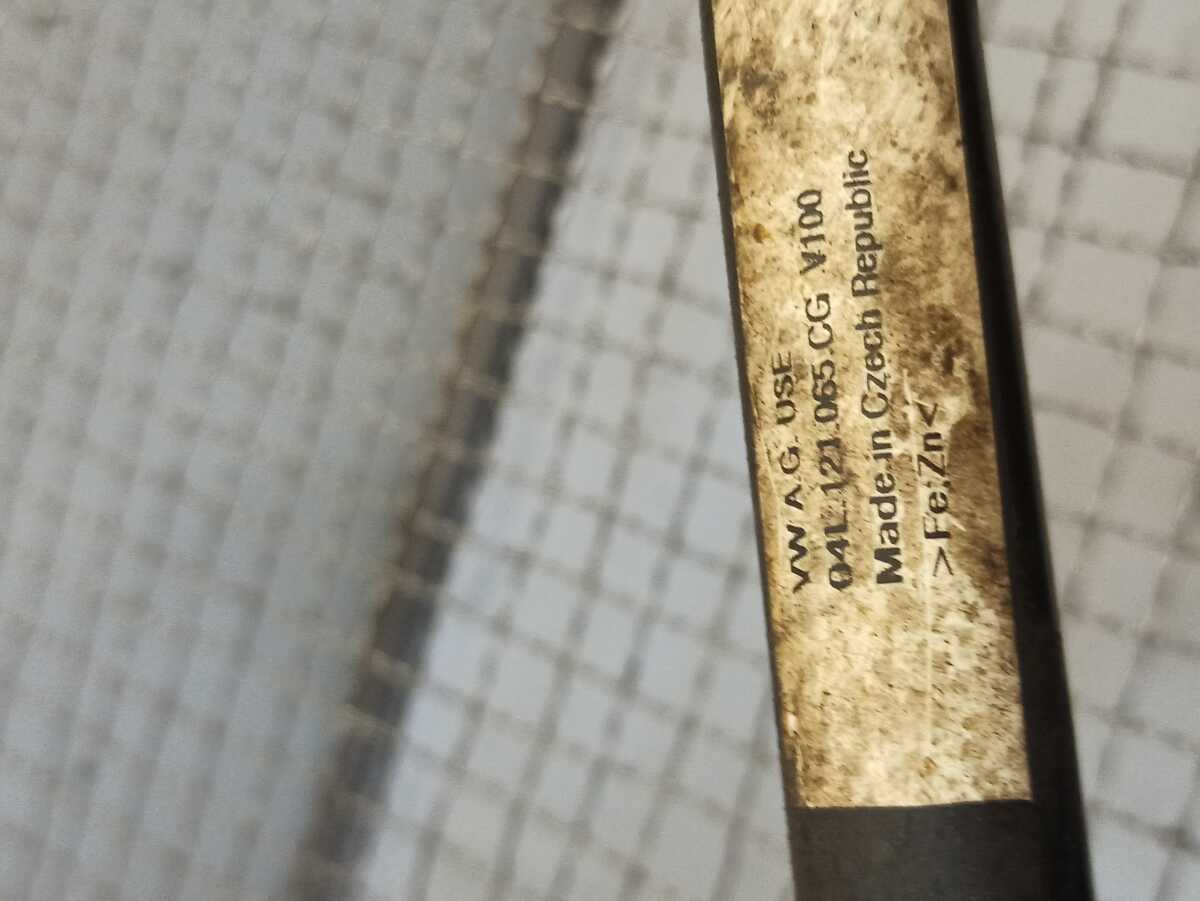 VW A.G. USE
04L.121.065.CG V100
Made in Czech Republic
>Fe;Zn<